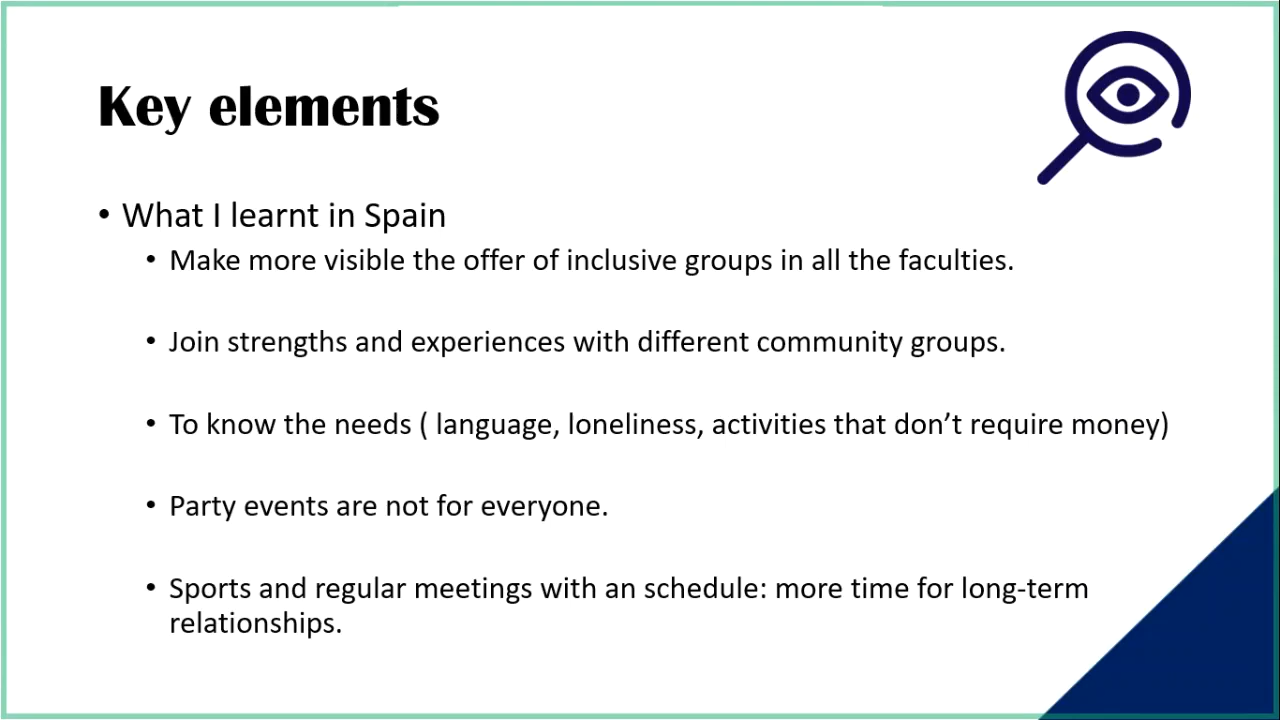 Key elements
• What I learnt in Spain
• Make more visible the offer of inclusive groups in all the faculties.
• Join strengths and experiences with different community groups.
• To know the needs ( language, loneliness, activities that don’t require money)
• Party events are not for everyone.
• Sports and regular meetings with an schedule: more time for long-term
relationships.